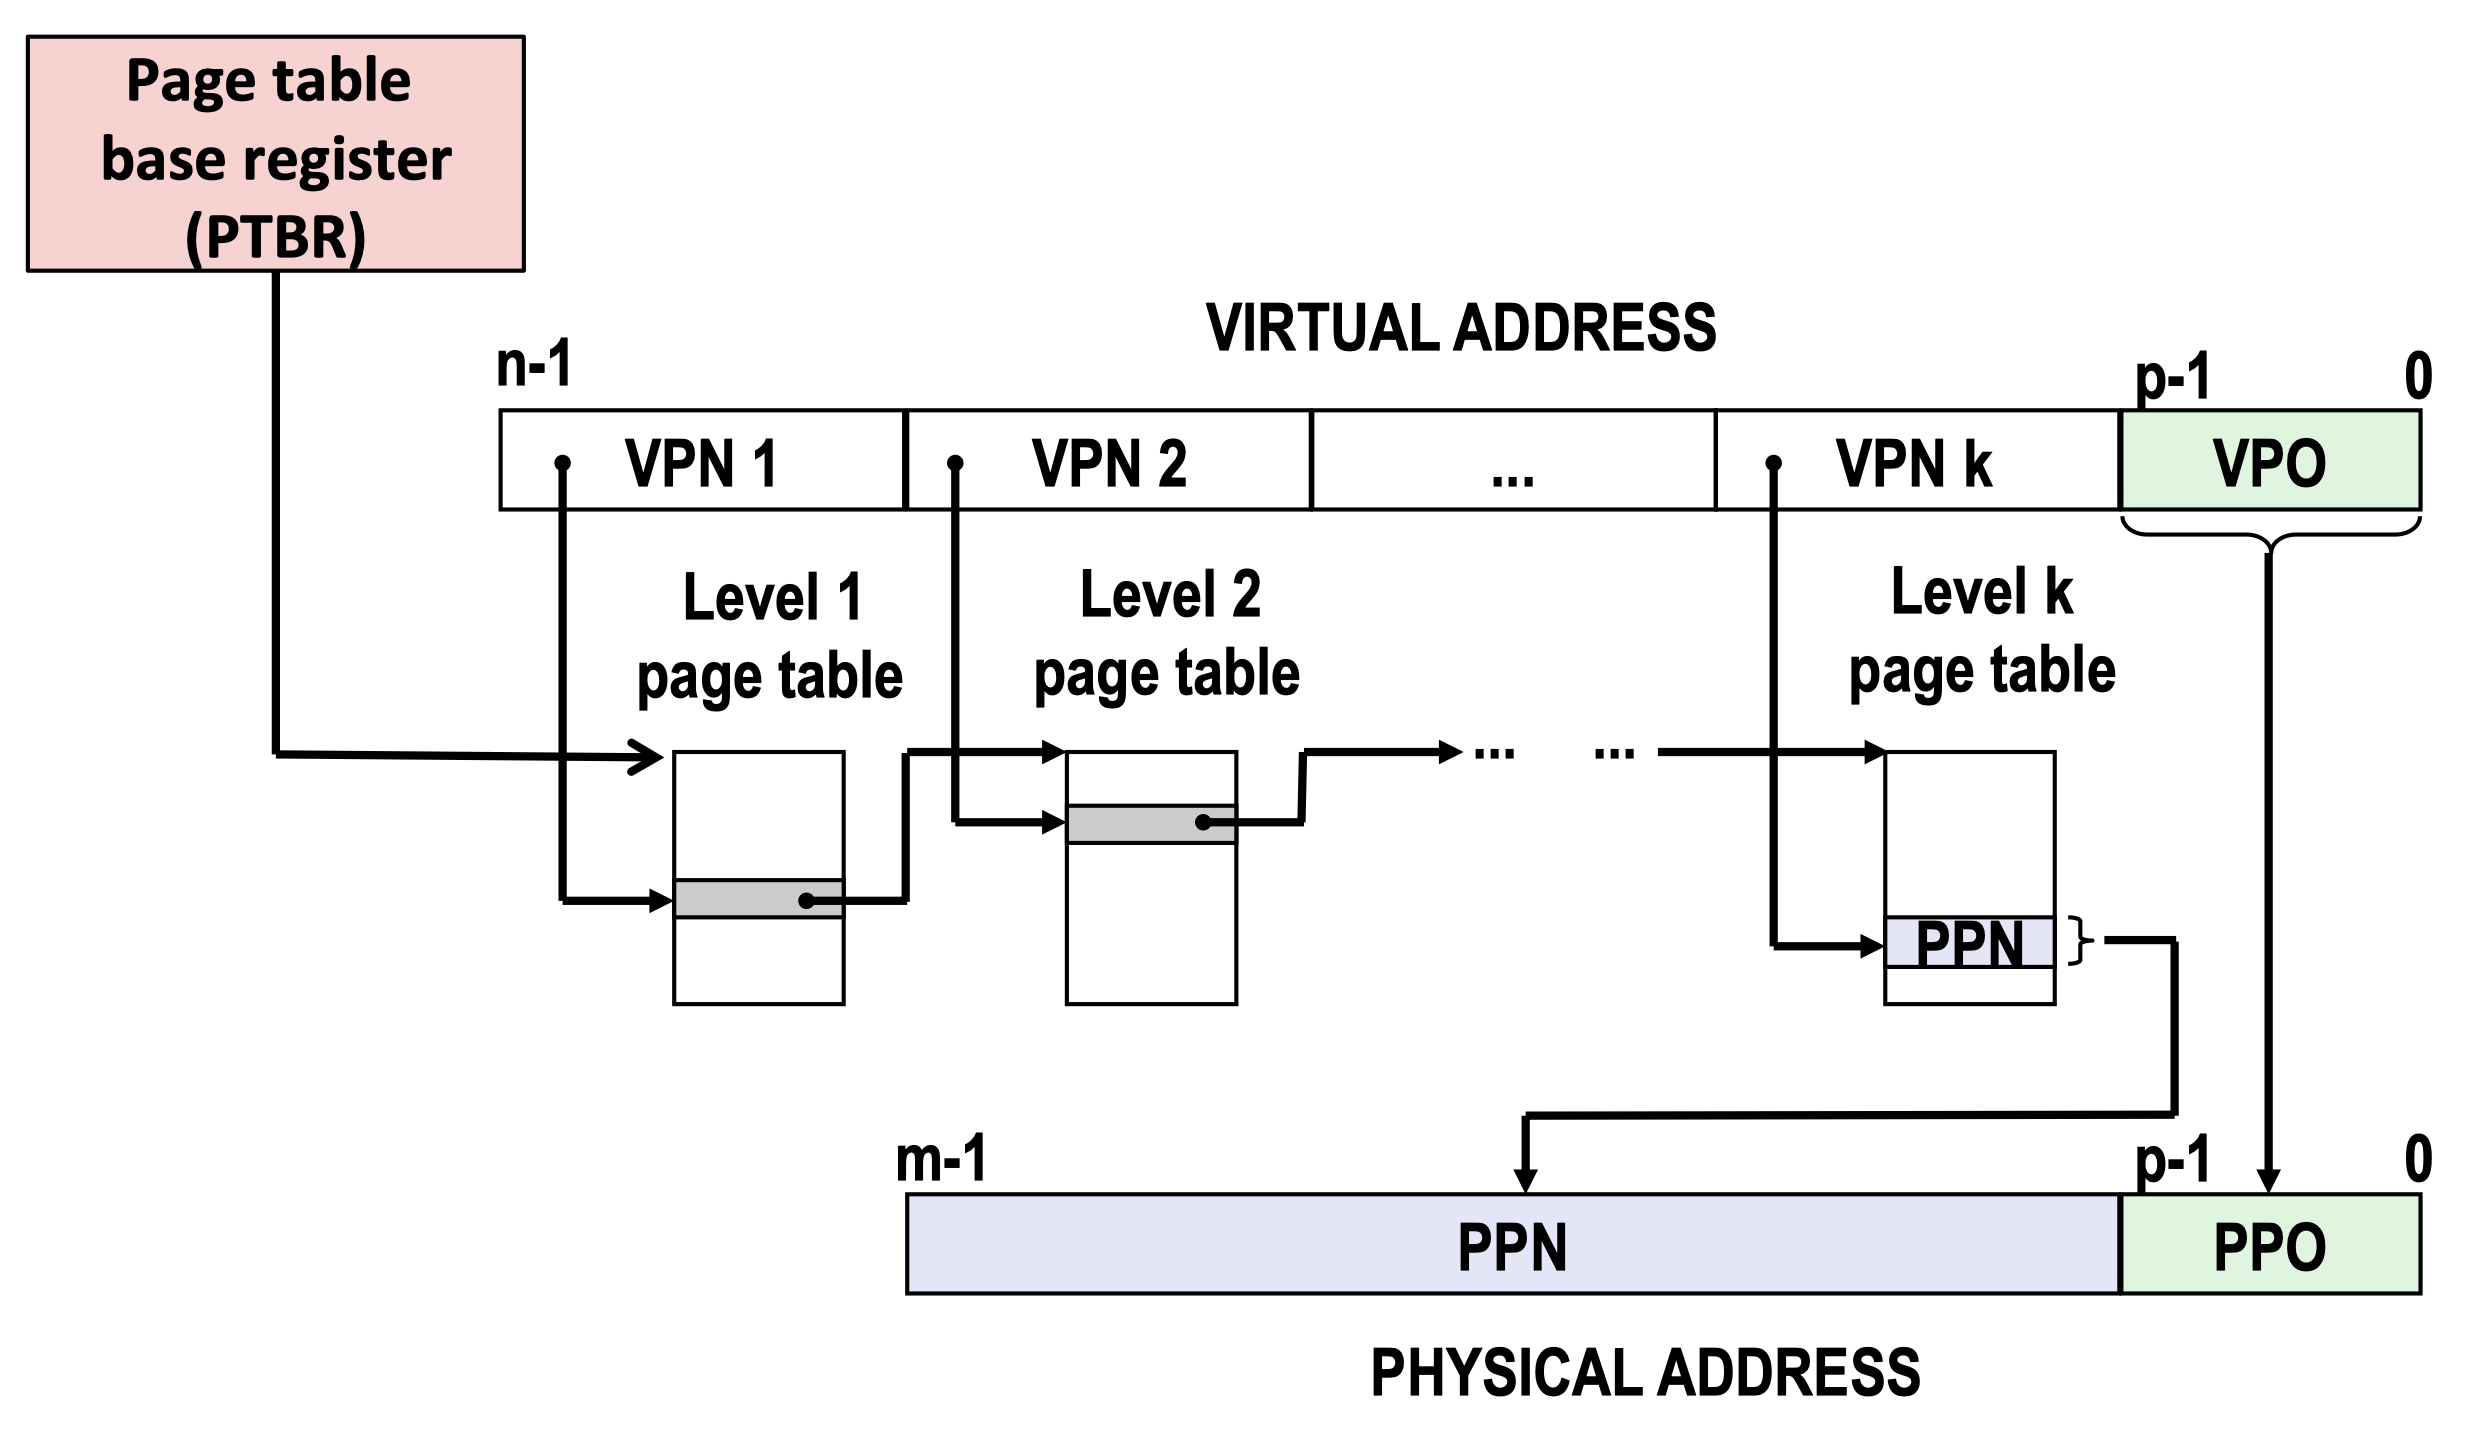 Page table
base register
(PTBR)
VIRTUAL ADDRESS
n-1
p-1
0
VPN 1
VPN 2
...
VPN k
VPO
Level 1
page table
Level 2
page table
Level k
page table
...
...
PPN
m-1
p-1
0
PPN
PPO
PHYSICAL ADDRESS